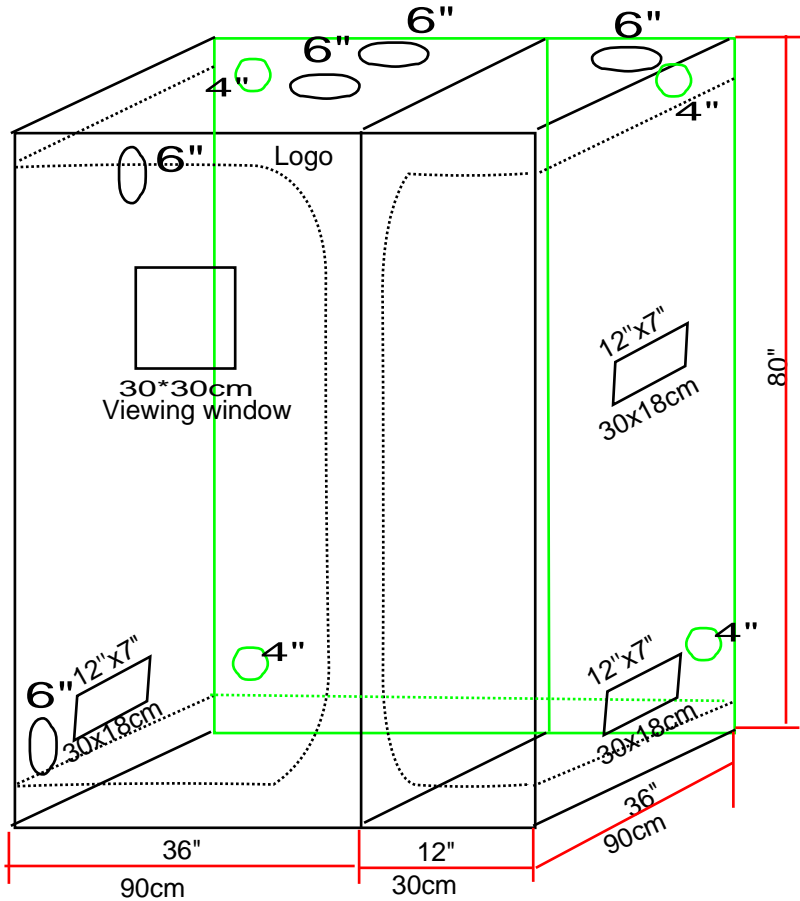 6"
6"
6"
4"
4"
6"
Logo
12"x7"
30x18cm
80"
30*30cm
Viewing window
4"
4"
12"x7"
30x18cm
12"x7"
30x18cm
6"
36"
90cm
36"
12"
90cm
30cm